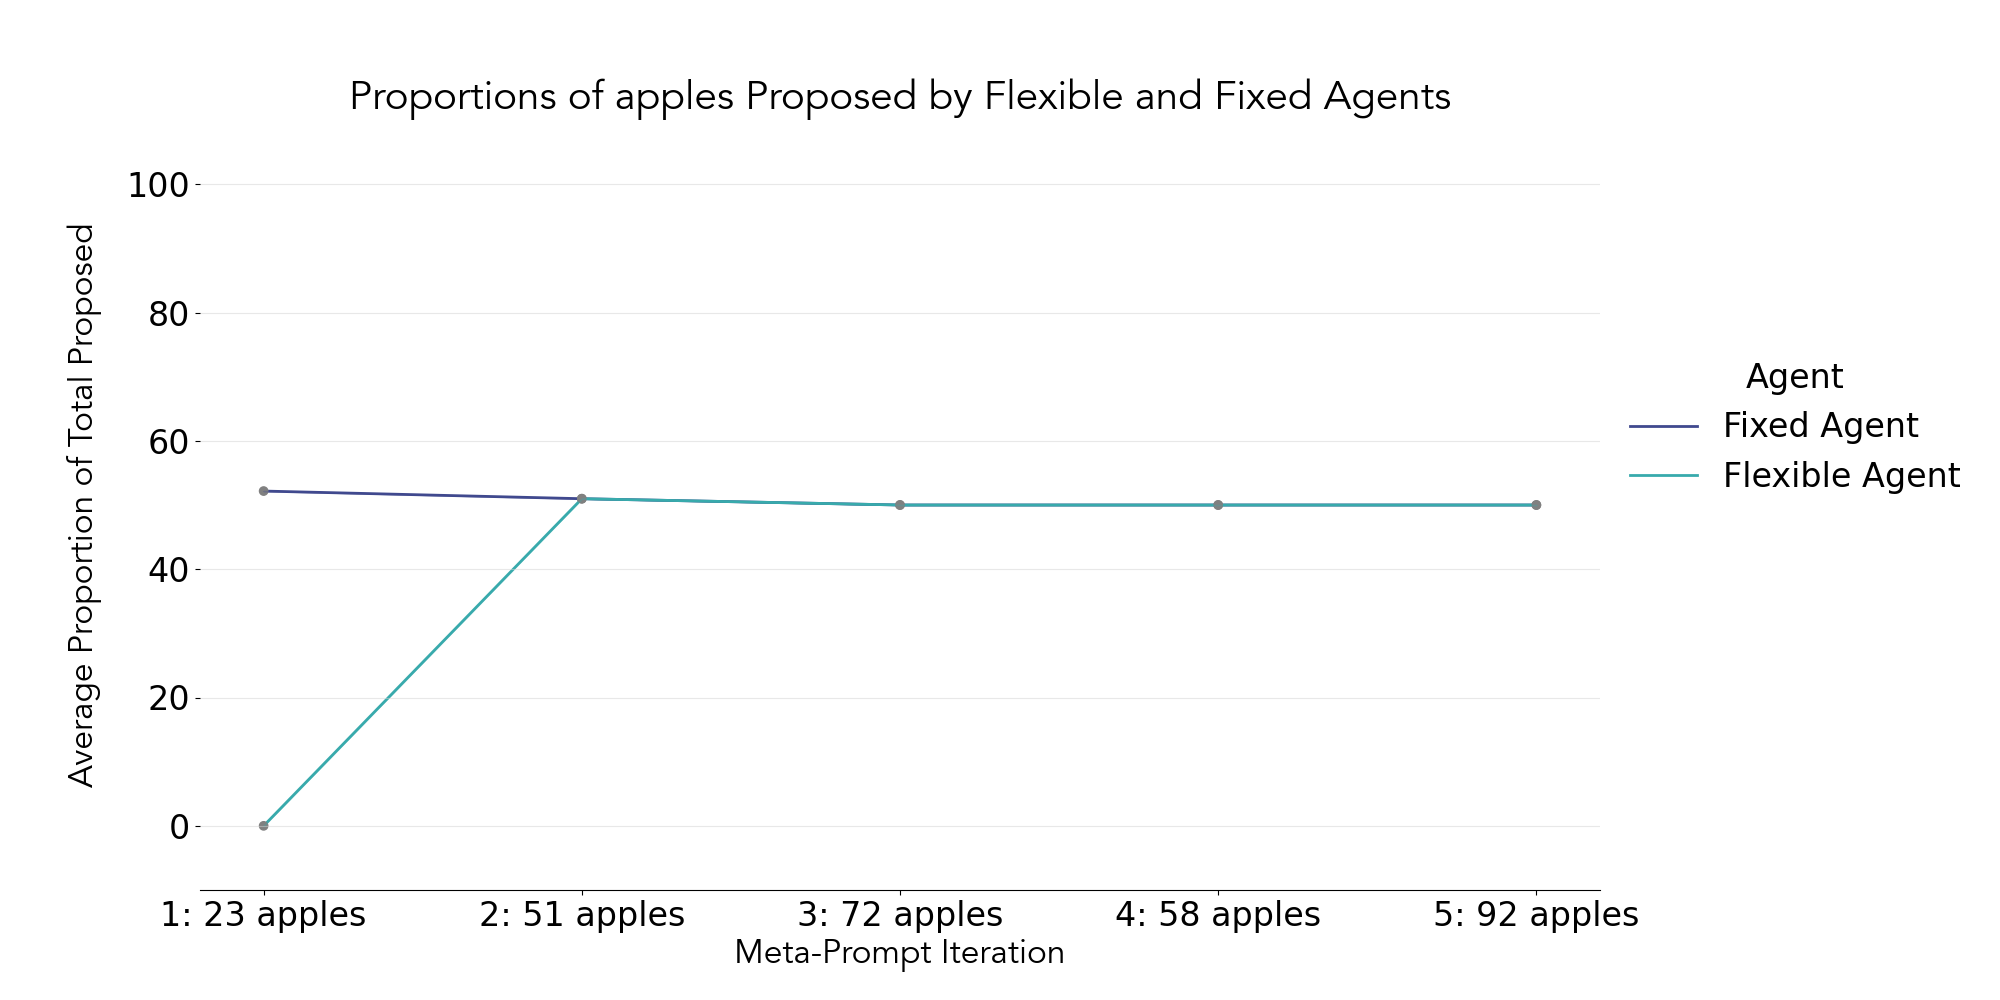 Proportions of apples Proposed by Flexible and Fixed Agents
Average Proportion of Total Proposed
100
80
60
40
20
0
1: 23 apples
2: 51 apples
3: 72 apples
4: 58 apples
5: 92 apples
Meta-Prompt Iteration
Agent
Fixed Agent
Flexible Agent